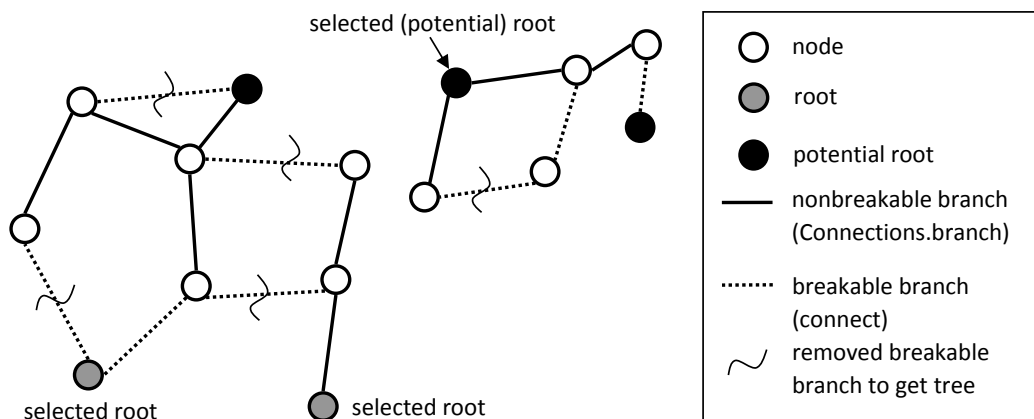 selected (potential) root
selected root
selected root
node
root
potential root
nonbreakable branch
(Connections.branch)
breakable branch
(connect)
removed breakable
branch to get tree